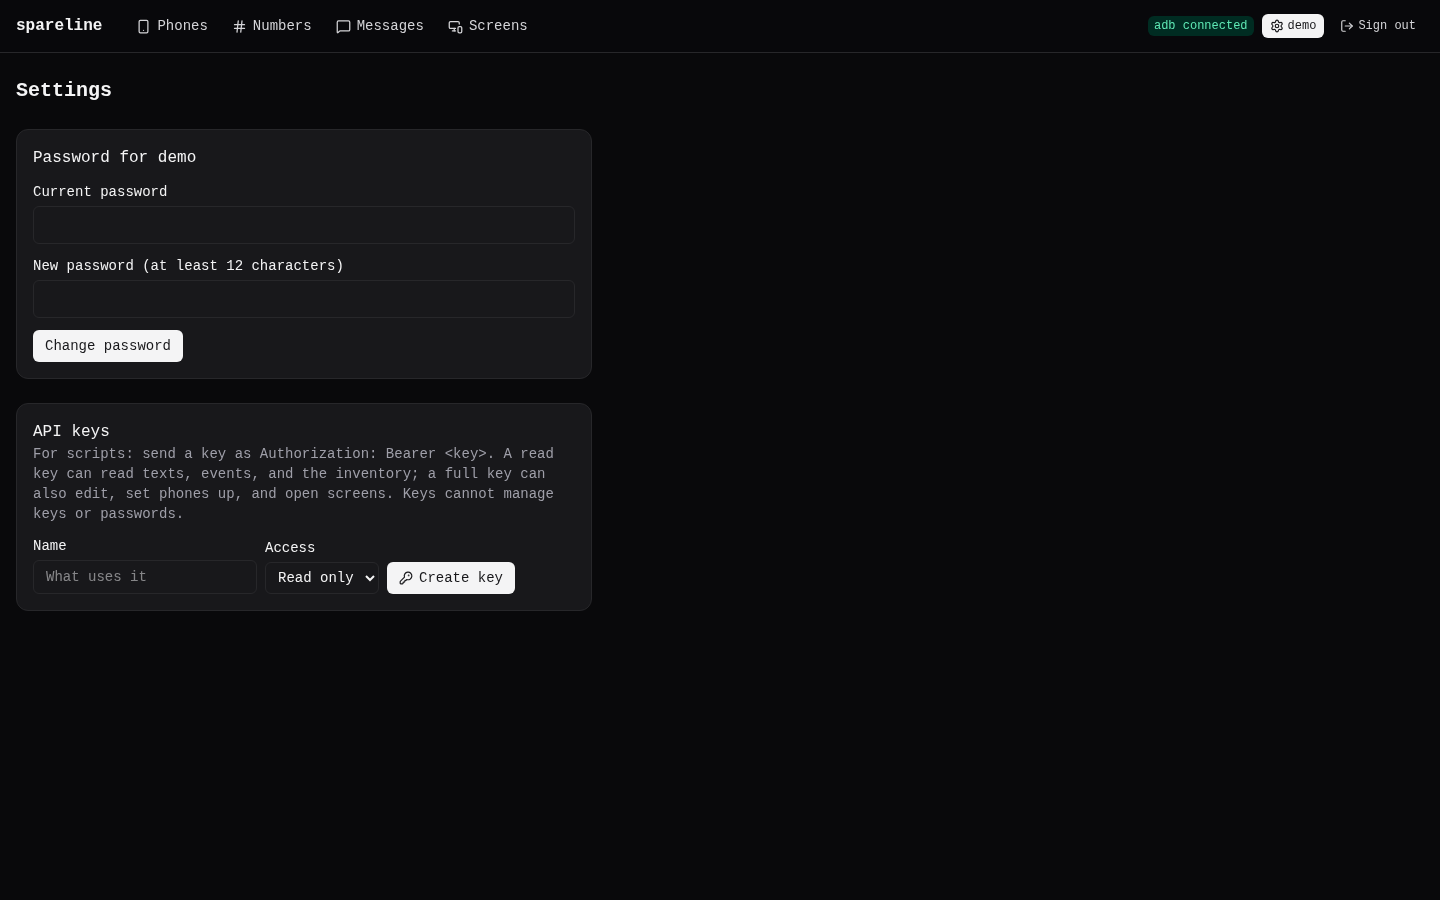 spareline
Phones
Numbers
Messages
Screens
adb connected
demo
Sign out
Settings
Password for demo
Current password
New password (at least 12 characters)
Change password
API keys
For scripts: send a key as Authorization: Bearer <key>. A read
key can read texts, events, and the inventory; a full key can
also edit, set phones up, and open screens. Keys cannot manage
keys or passwords.
Name
Access
What uses it
Read only
Create key